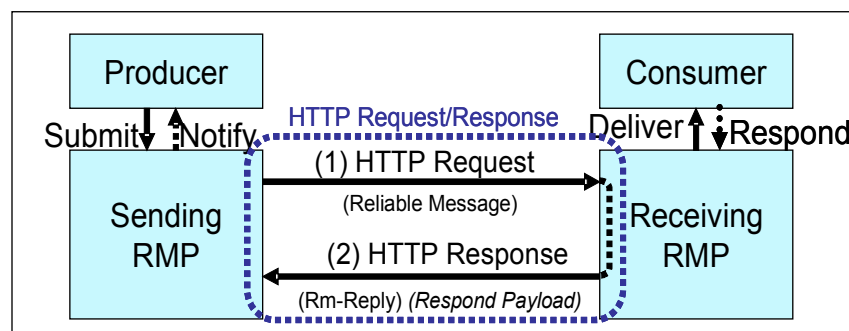 Producer
Consumer
HTTP Request/Response
Submit
Notify
Deliver
Respond
(1) HTTP Request
(Reliable Message)
Sending
RMP
Receiving
RMP
(2) HTTP Response
(Rm-Reply) (Respond Payload)